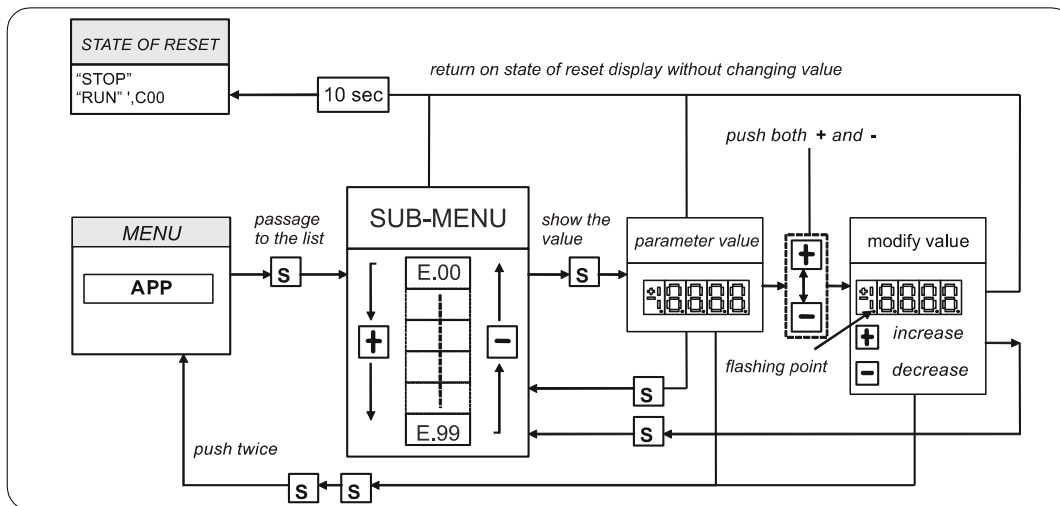 STATE OF RESET
“STOP”
“RUN” ',C00
return on state of reset display without changing value
10 sec
push both + and -
MENU
APP
passage
to the list
S
SUB-MENU
E.00
+
-
E.99
show the
value
S
parameter value
+
-
modify value
+ increase
- decrease
flashing point
S
S
push twice
S
S